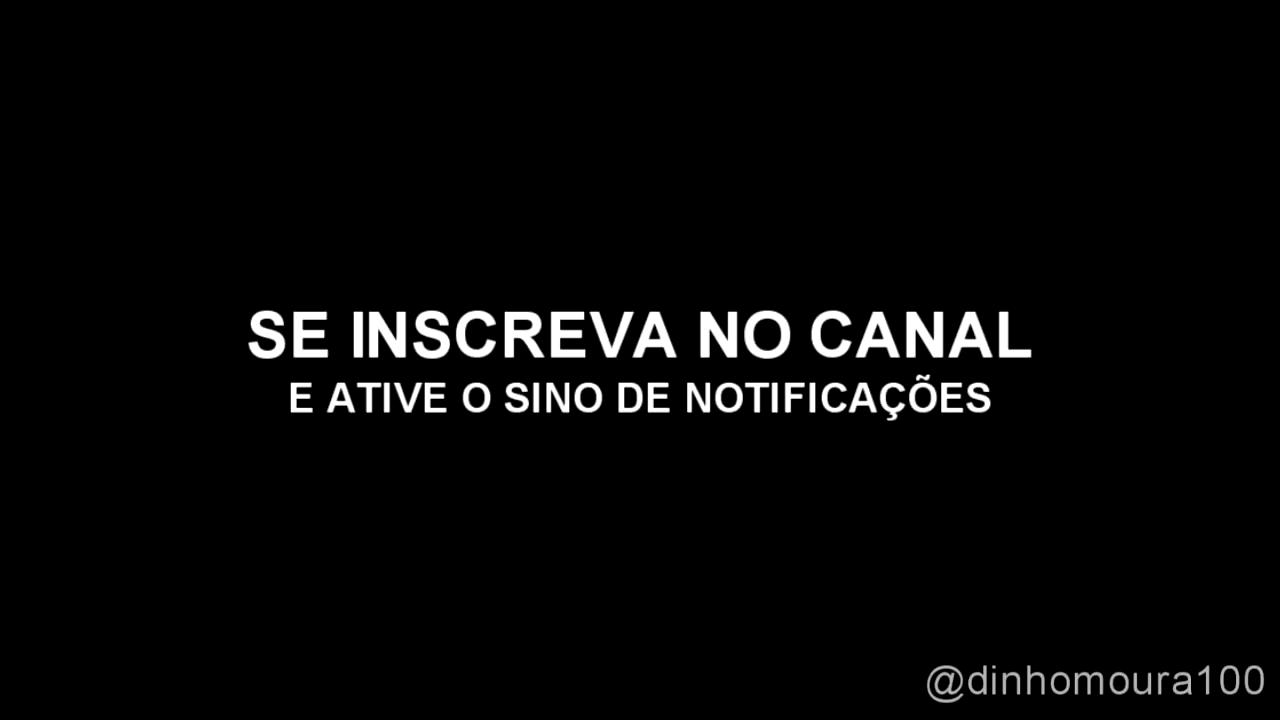 SE INSCREVA NO CANAL
E ATIVE O SINO DE NOTIFICAÇÕES
@dinhomoura100